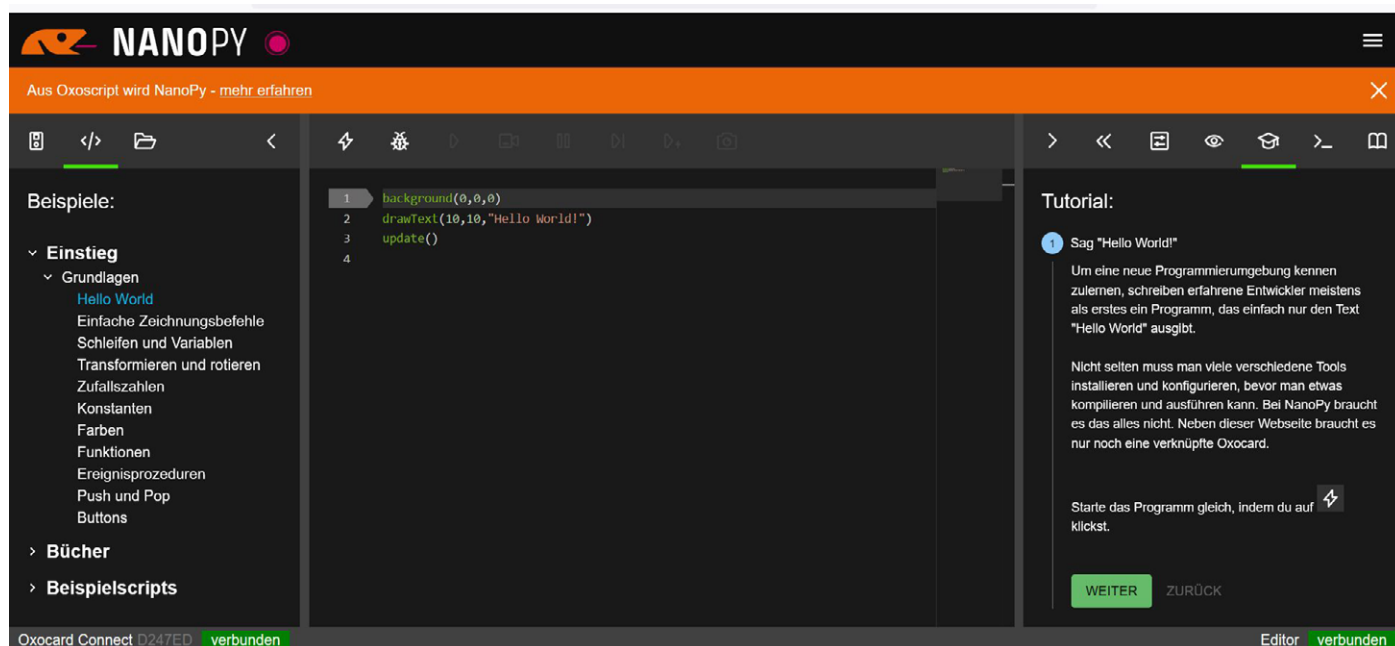 NANOPY
Aus Oxoscript wird NanoPy - mehr erfahren
Beispiele:
Einstieg
Grundlagen
Hello World
Einfache Zeichnungsbefehle
Schleifen und Variablen
Transformieren und rotieren
Zufallszahlen
Konstanten
Farben
Funktionen
Ereignisprozeduren
Push und Pop
Buttons
Bücher
Beispielscripts
1 background(0,0,0)
2 drawText(10,10,"Hello World!")
3 update()
4
Tutorial:
1 Sag "Hello World!"
Um eine neue Programmierumgebung kennen
zulernen, schreiben erfahrene Entwickler meistens
als erstes ein Programm, das einfach nur den Text
"Hello World" ausgibt.
Nicht selten muss man viele verschiedene Tools
installieren und konfigurieren, bevor man etwas
kompilieren und ausführen kann. Bei NanoPy braucht
es das alles nicht. Neben dieser Webseite braucht es
nur noch eine verknüpfte Oxocard.
Starte das Programm gleich, indem du auf
klickst.
WEITER ZURÜCK
Oxocard Connect D247ED verbunden
Editor verbunden